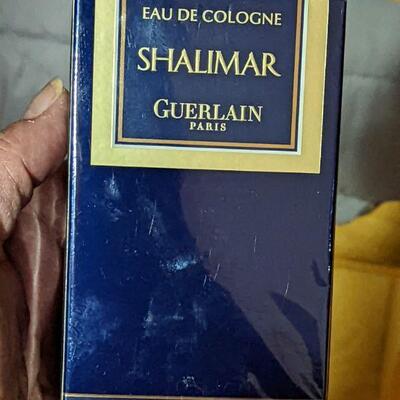 EAU DE COLOGNE
SHALIMAR
GUERLAIN
PARIS